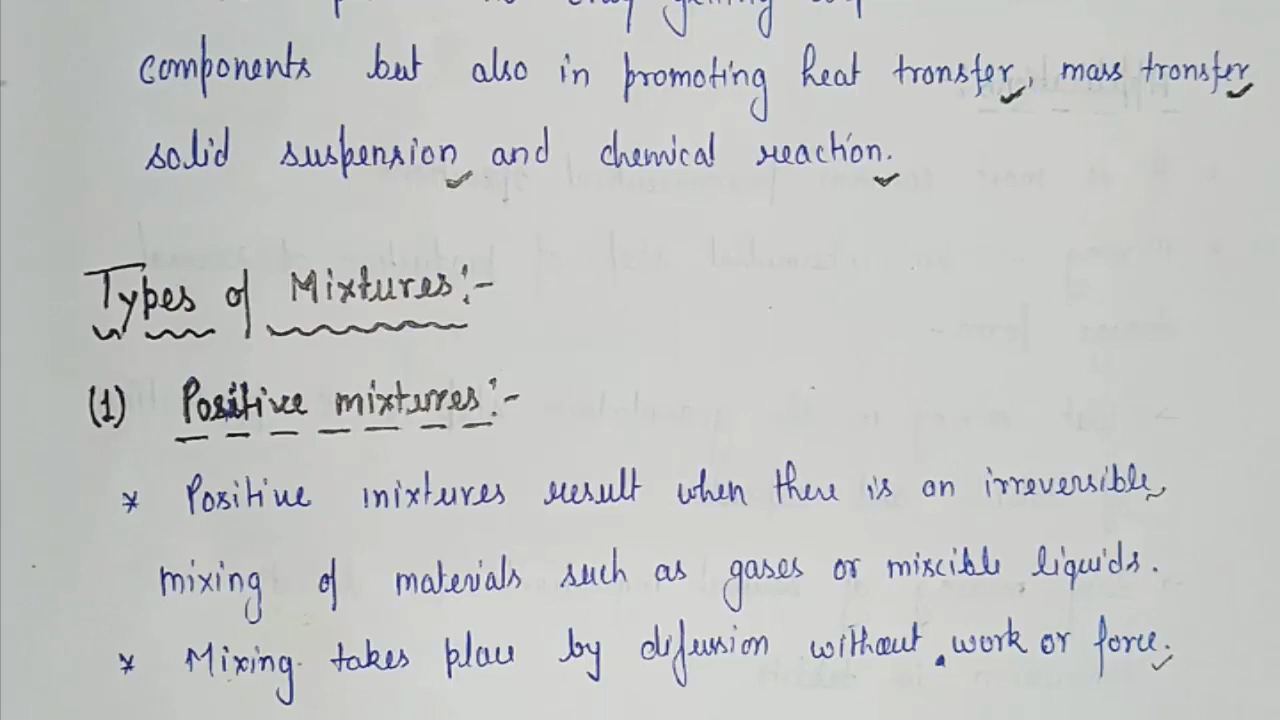 components but also in promoting heat transfer, mass transfer
solid suspension and chemical reaction.
Types of Mixtures:-
(1) Positive mixtures:-
* Positive mixtures result when there is an irreversible
mixing of materials such as gases or miscible liquids.
* Mixing takes place by difusion without work or force.